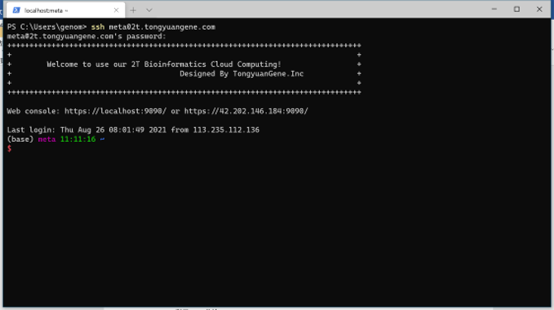 localhost:meta ~
PS C:\Users\genom> ssh meta@2t.tongyuangene.com
meta@2t.tongyuangene.com's password:
++++++++++++++++++++++++++++++++++++++++++++++++++++++++++++++++++++++++++++++++
+ +
+ Welcome to use our 2T Bioinformatics Cloud Computing! +
+ Designed By TongyuanGene.Inc +
+ +
++++++++++++++++++++++++++++++++++++++++++++++++++++++++++++++++++++++++++++++++
Web console: https://localhost:9090/ or https://42.202.146.184:9090/
Last login: Thu Aug 26 08:01:49 2021 from 113.235.112.136
(base) meta 11:11:16 ~
$